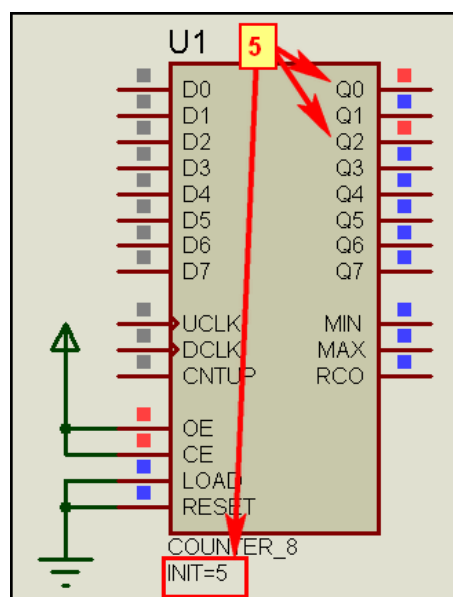 U1
5
D0 Q0
D1 Q1
D2 Q2
D3 Q3
D4 Q4
D5 Q5
D6 Q6
D7 Q7
UCLK MIN
DCLK MAX
CNTUP RCO
OE
CE
LOAD
RESET
COUNTER_8
INIT=5